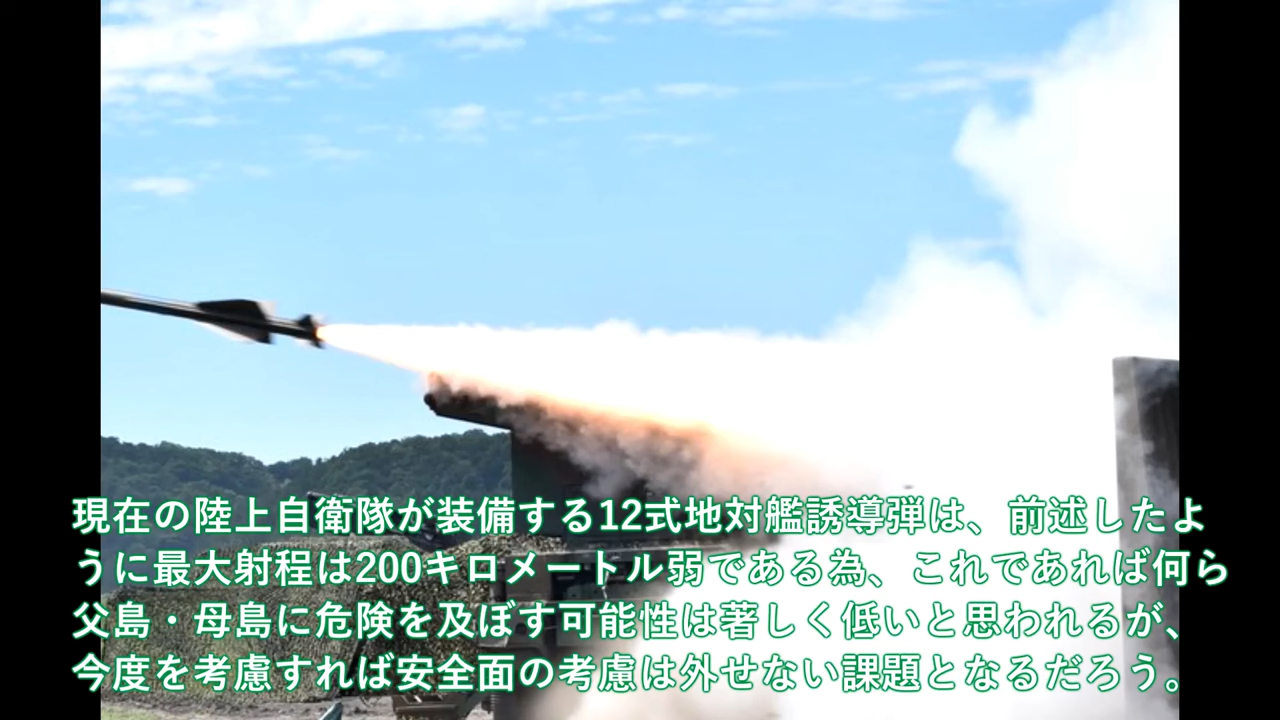 現在の陸上自衛隊が装備する12式地対艦誘導弾は、前述したよ
うに最大射程は200キロメートル弱である為、これであれば何ら
父島・母島に危険を及ぼす可能性は著しく低いと思われるが、
今度を考慮すれば安全面の考慮は外せない課題となるだろう。